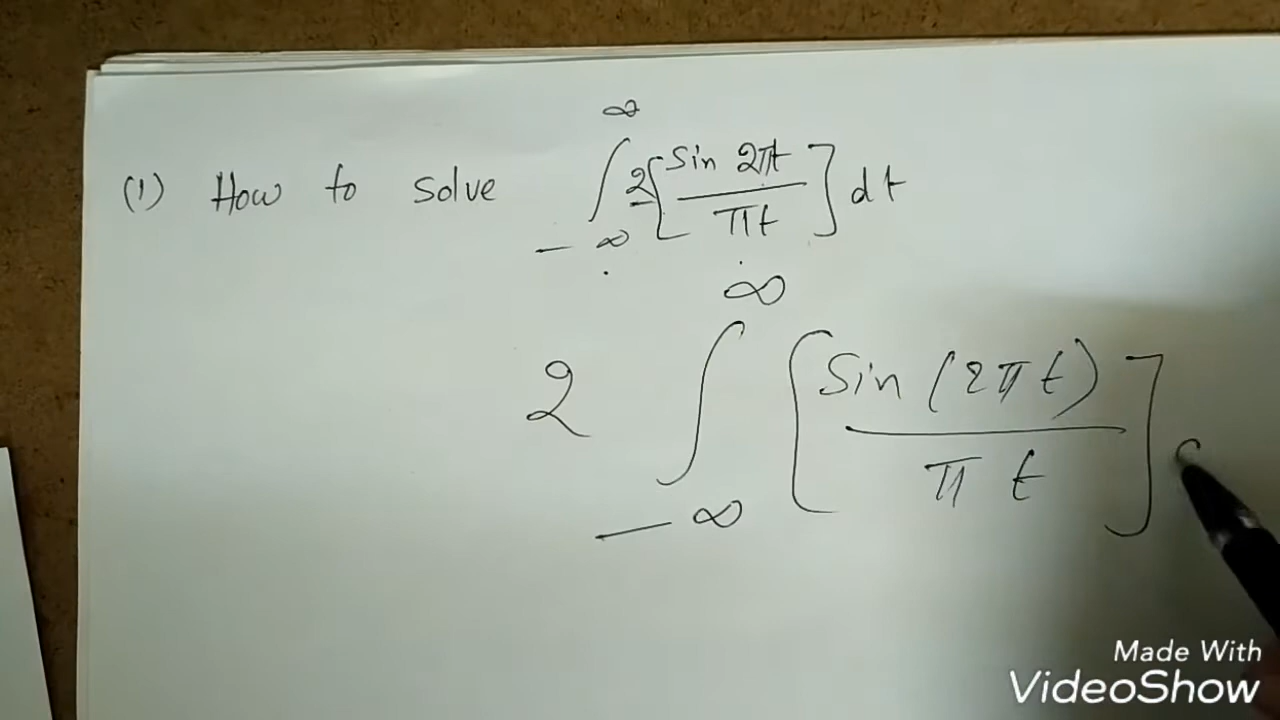 (1) How to solve ∫_{-∞}^{∞} 2[sin 2πt / πt] dt
2 ∫_{-∞}^{∞} [sin (2πt) / π t]
Made With
VideoShow